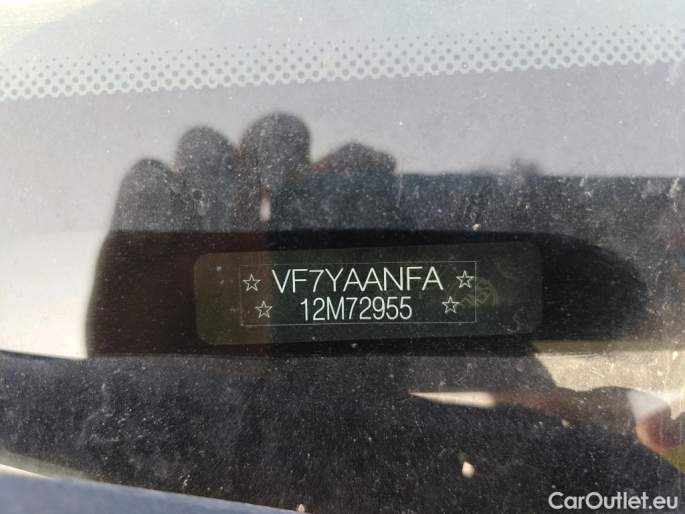 ☆ VF7YAANFA ☆
☆ 12M72955 ☆
CarOutlet.eu